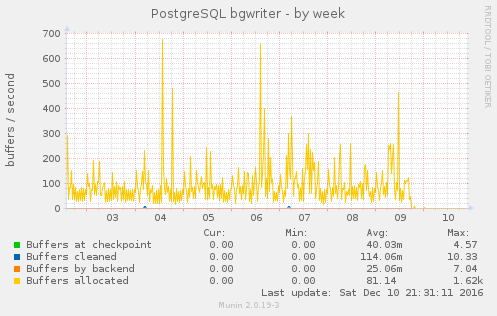 PostgreSQL bgwriter - by week
RRDTOOL / TOBI OETIKER
buffers / second
700
600
500
400
300
200
100
0
03 04 05 06 07 08 09 10
Cur: Min: Avg: Max:
Buffers at checkpoint 0.00 0.00 40.03m 4.57
Buffers cleaned 0.00 0.00 114.06m 10.33
Buffers by backend 0.00 0.00 25.06m 7.04
Buffers allocated 0.00 0.00 81.14 1.62k
Last update: Sat Dec 10 21:31:11 2016
Munin 2.0.19-3